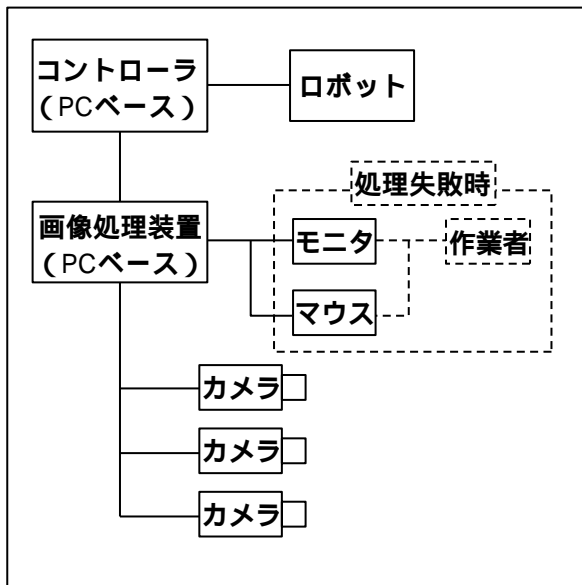 コントローラ
（PCベース）
ロボット
処理失敗時
画像処理装置
（PCベース）
モニタ
作業者
マウス
カメラ
カメラ
カメラ